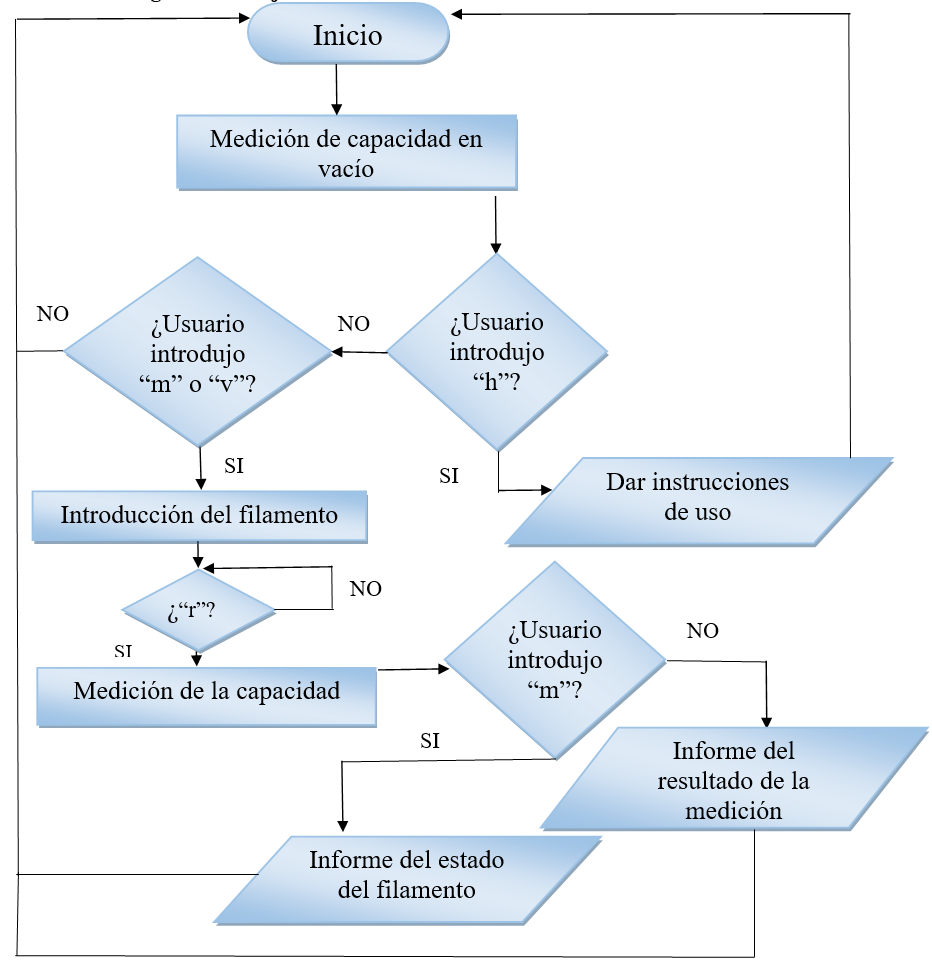 Inicio
Medición de capacidad en
vacío
¿Usuario
introdujo
“h”?
NO
¿Usuario
introdujo
“m” o “v”?
NO
SI
SI
Dar instrucciones
de uso
Introducción del filamento
¿“r”?
NO
SI
Medición de la capacidad
¿Usuario
introdujo
“m”?
NO
SI
Informe del
resultado de la
medición
Informe del estado
del filamento